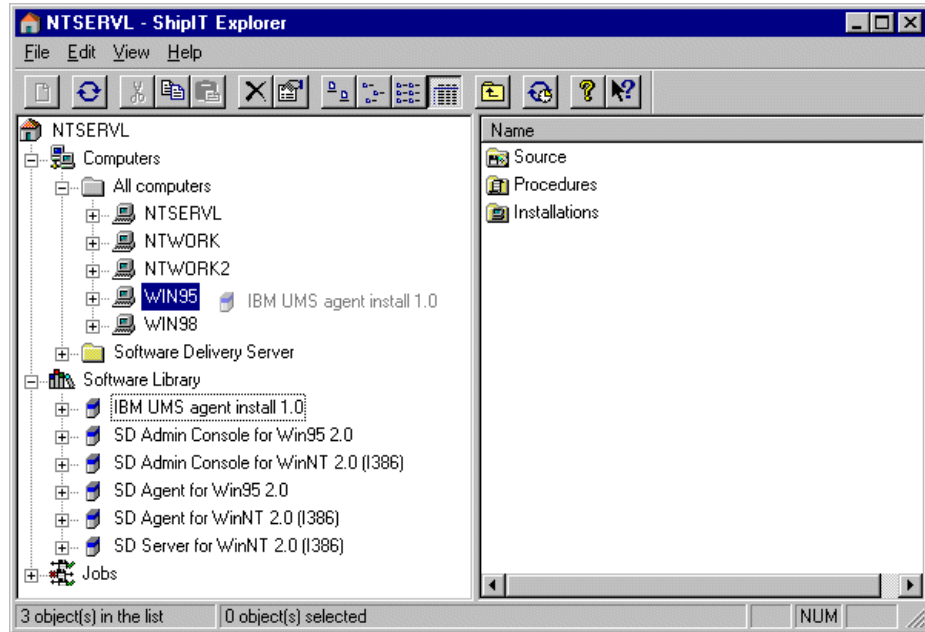 NTSERVL - ShipIT Explorer
File Edit View Help
NTSERVL
Computers
All computers
NTSERVL
NTWORK
NTWORK2
WIN95 IBM UMS agent install 1.0
WIN98
Software Delivery Server
Software Library
IBM UMS agent install 1.0
SD Admin Console for Win95 2.0
SD Admin Console for WinNT 2.0 (I386)
SD Agent for Win95 2.0
SD Agent for WinNT 2.0 (I386)
SD Server for WinNT 2.0 (I386)
Jobs
Name
Source
Procedures
Installations
3 object(s) in the list 0 object(s) selected NUM